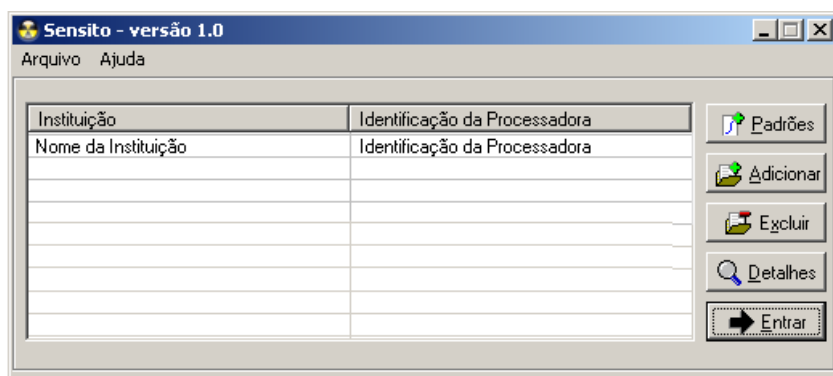 Sensito - versão 1.0
Arquivo Ajuda
Instituição Identificação da Processadora
Nome da Instituição Identificação da Processadora
Padrões
Adicionar
Excluir
Detalhes
Entrar